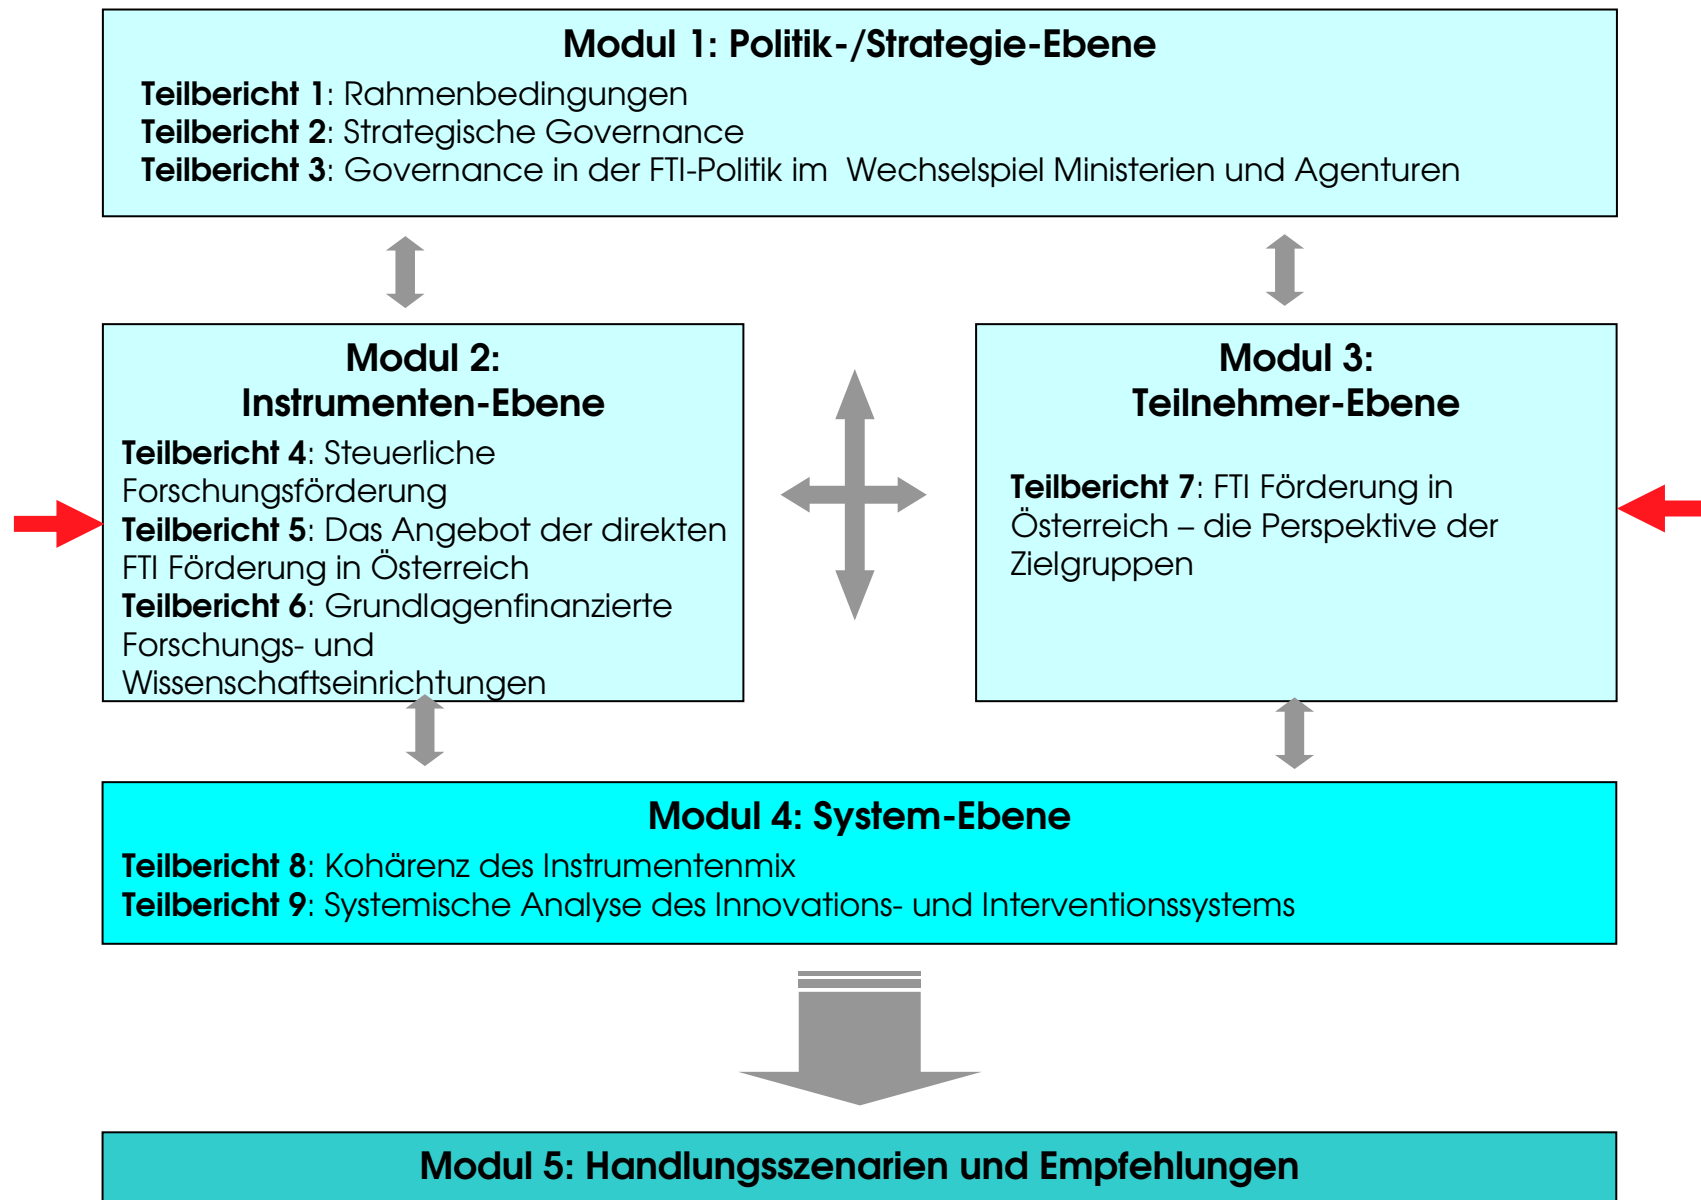 Modul 1: Politik-/Strategie-Ebene
Teilbericht 1: Rahmenbedingungen
Teilbericht 2: Strategische Governance
Teilbericht 3: Governance in der FTI-Politik im  Wechselspiel Ministerien und Agenturen
Modul 2:
Instrumenten-Ebene
Teilbericht 4: Steuerliche
Forschungsförderung
Teilbericht 5: Das Angebot der direkten
FTI Förderung in Österreich
Teilbericht 6: Grundlagenfinanzierte
Forschungs- und
Wissenschaftseinrichtungen
Modul 3:
Teilnehmer-Ebene
Teilbericht 7: FTI Förderung in
Österreich – die Perspektive der
Zielgruppen
Modul 4: System-Ebene
Teilbericht 8: Kohärenz des Instrumentenmix
Teilbericht 9: Systemische Analyse des Innovations- und Interventionssystems
Modul 5: Handlungsszenarien und Empfehlungen